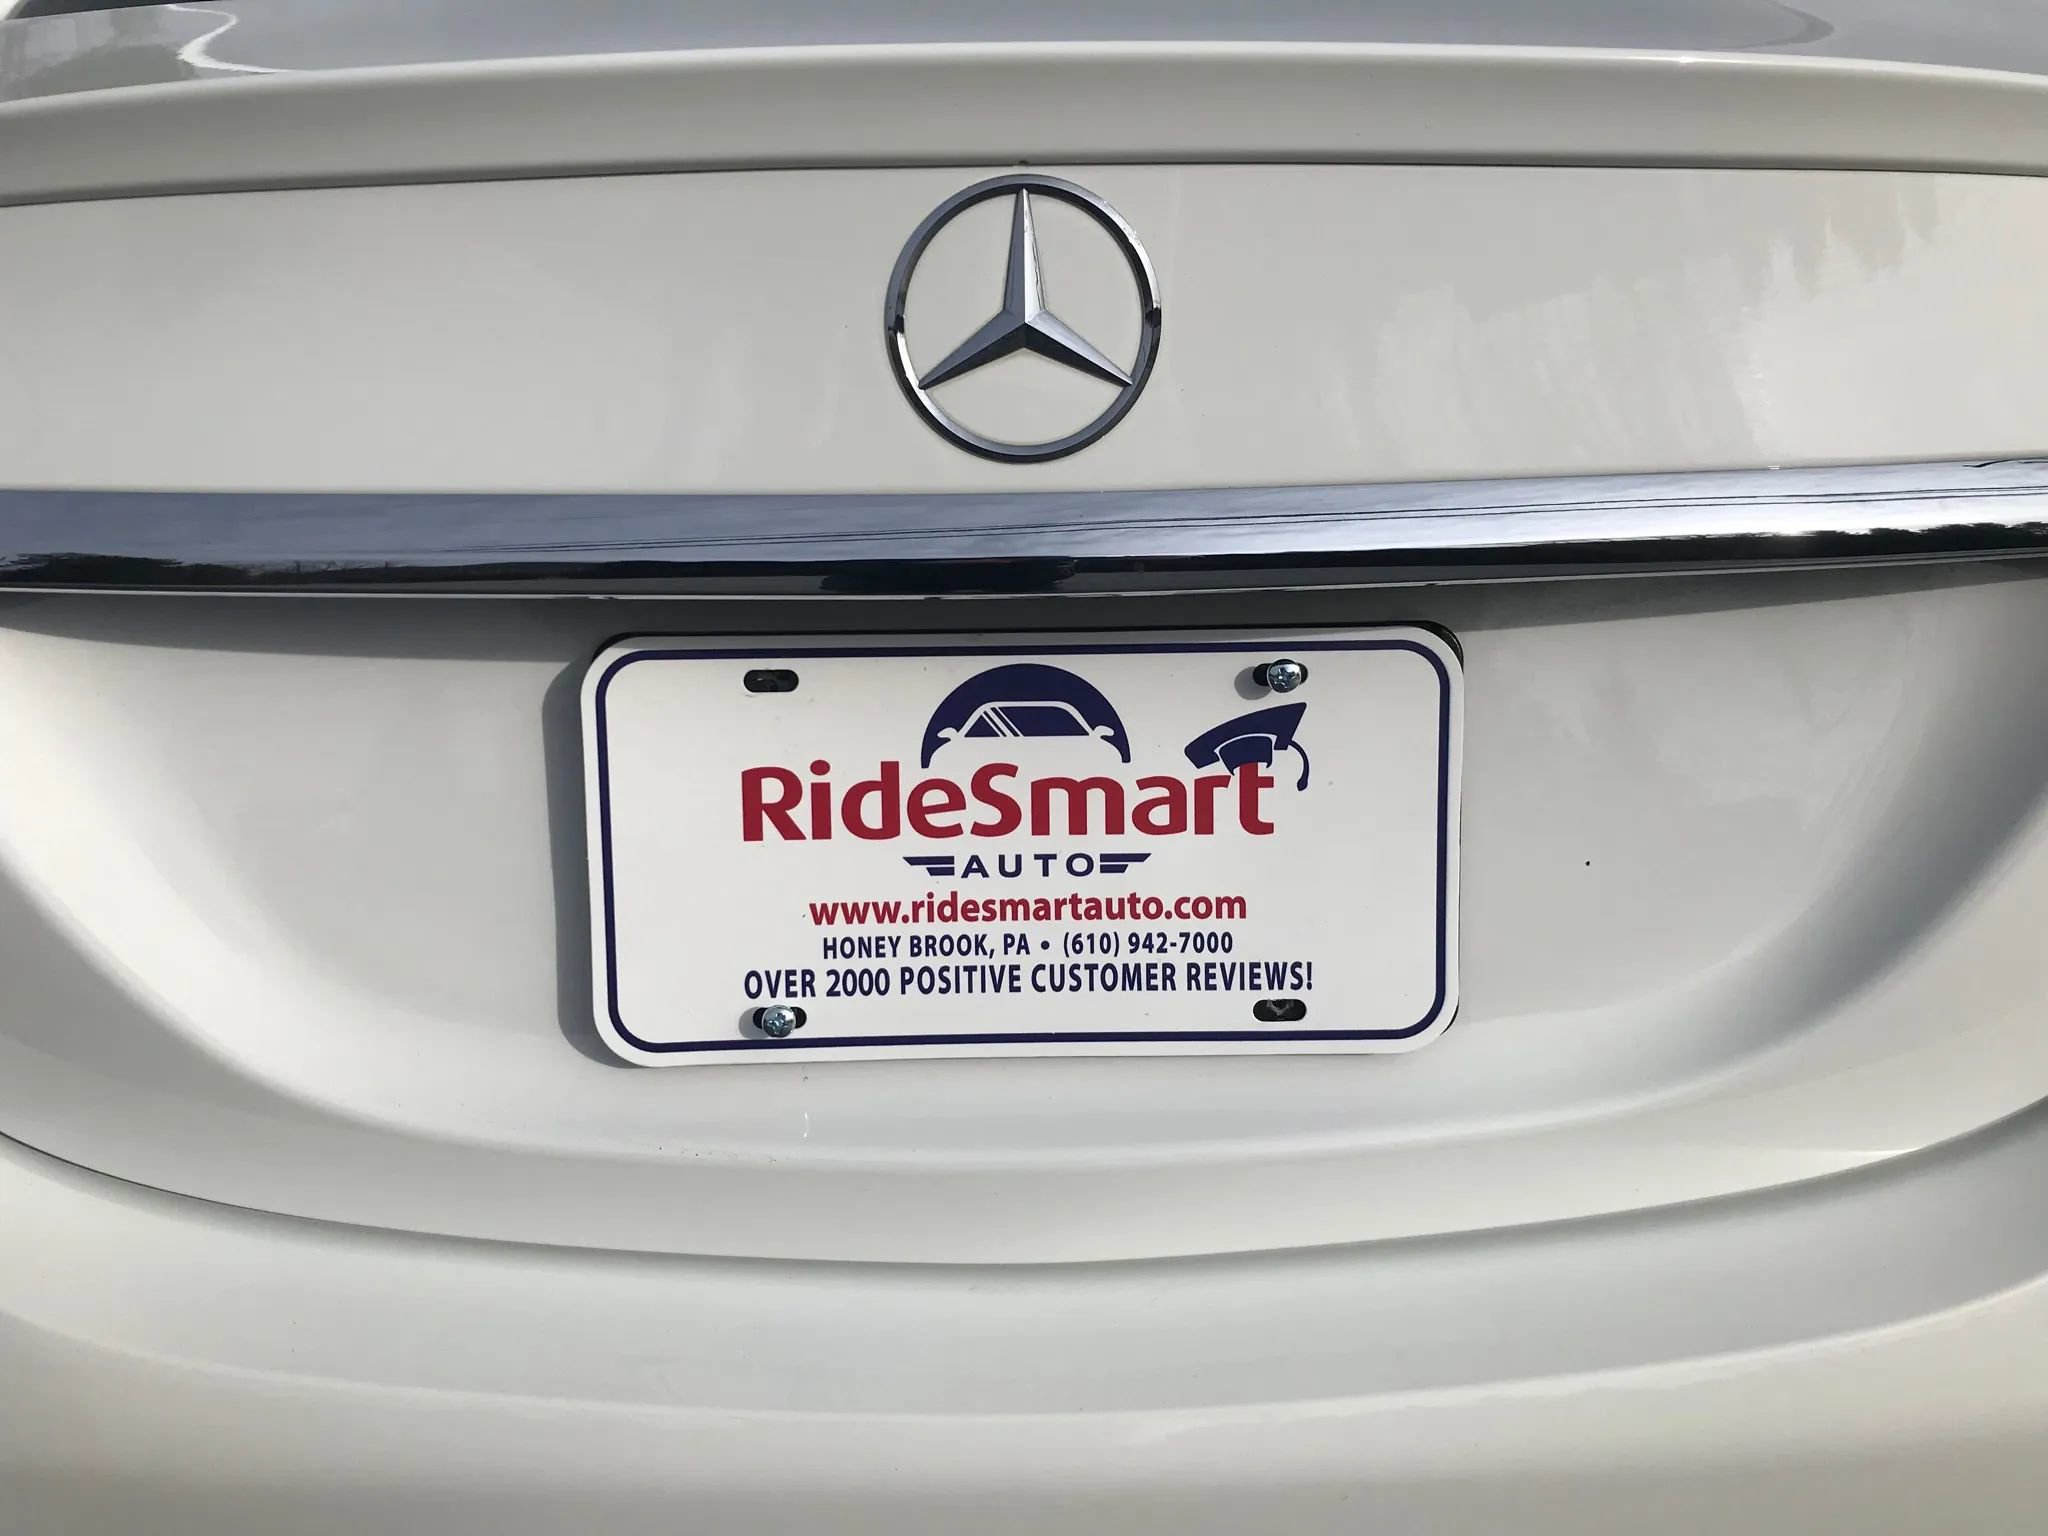 RideSmart
AUTO
www.ridesmartauto.com
HONEY BROOK, PA • (610) 942-7000
OVER 2000 POSITIVE CUSTOMER REVIEWS!